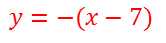 y = −(x − 7)